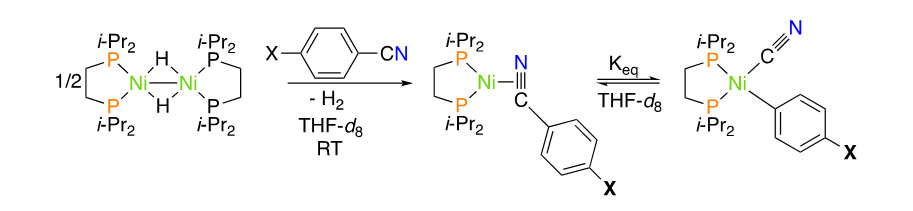 i-Pr₂ i-Pr₂
P H P
1/2 Ni Ni
P H P
i-Pr₂ i-Pr₂
X CN
- H₂
THF-d₈
RT
i-Pr₂
P N
Ni
P C
i-Pr₂
X
Keq
THF-d₈
i-Pr₂ N
P C
Ni
P
i-Pr₂
X